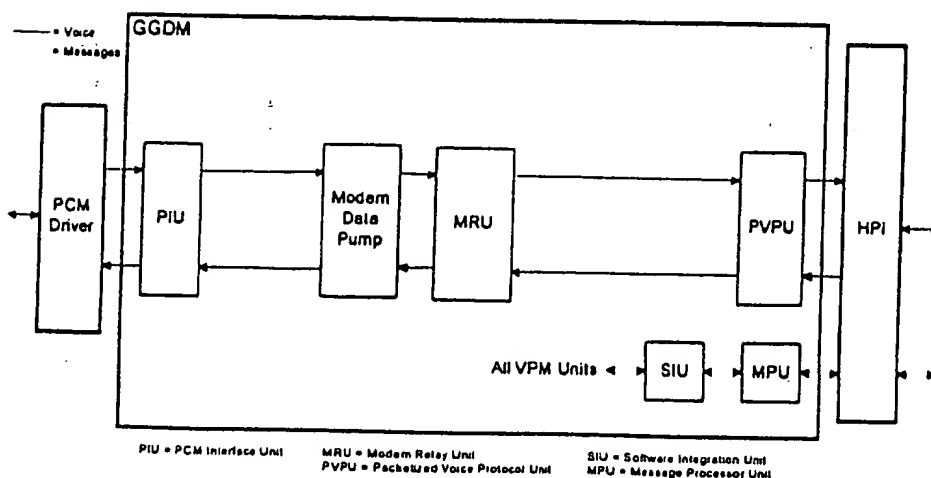 GGDM
= Voice
= Messages
PCM
Driver
PIU
Modem
Data
Pump
MRU
PVPU
HPI
All VPM Units
SIU
MPU
PIU = PCM Interface Unit
MRU = Modem Relay Unit
PVPU = Packetized Voice Protocol Unit
SIU = Software Integration Unit
MPU = Message Processor Unit